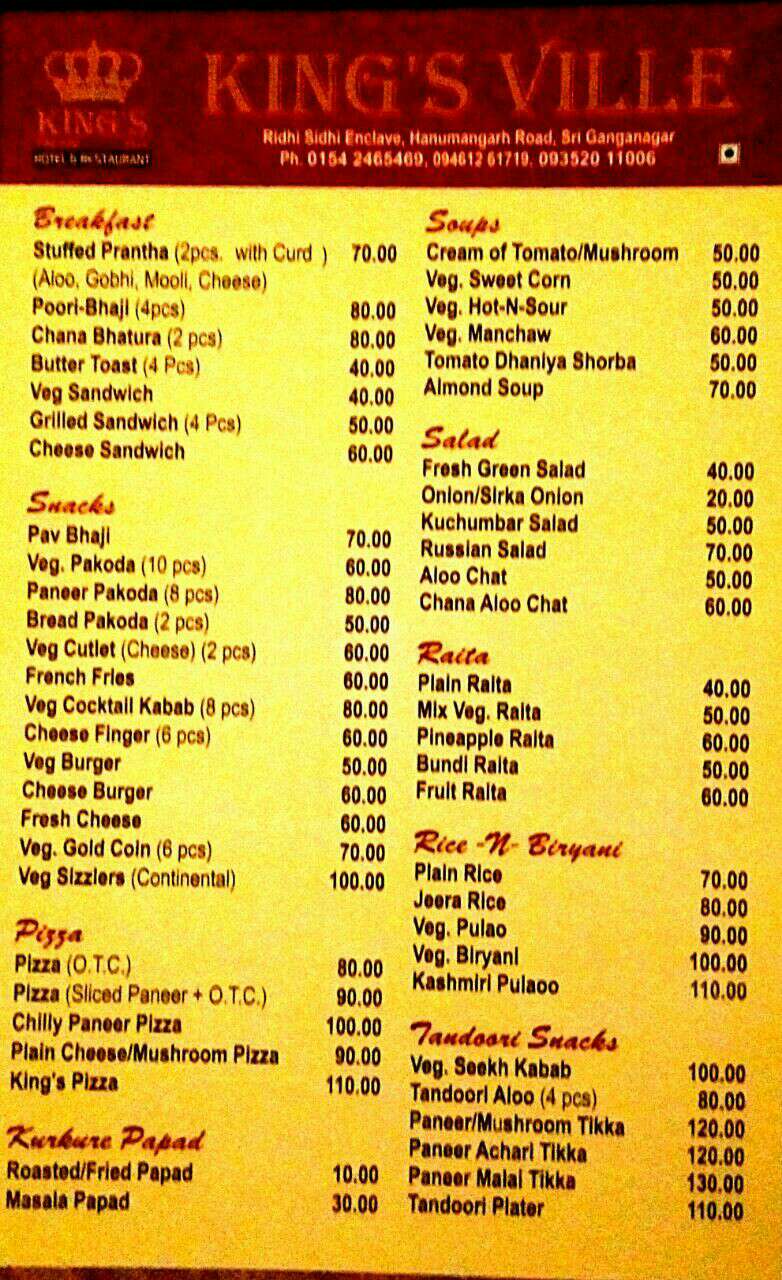 KING'S
HOTEL & RESTAURANT
KING'S VILLE
Ridhi Sidhi Enclave, Hanumangarh Road, Sri Ganganagar
Ph. 0154 2465469, 094612 61719, 093520 11006
Breakfast
Stuffed Prantha (2pcs. with Curd ) 70.00
(Aloo, Gobhi, Mooli, Cheese)
Poori-Bhaji (4pcs) 80.00
Chana Bhatura (2 pcs) 80.00
Butter Toast (4 Pcs) 40.00
Veg Sandwich 40.00
Grilled Sandwich (4 Pcs) 50.00
Cheese Sandwich 60.00
Snacks
Pav Bhaji 70.00
Veg. Pakoda (10 pcs) 60.00
Paneer Pakoda (8 pcs) 80.00
Bread Pakoda (2 pcs) 50.00
Veg Cutlet (Cheese) (2 pcs) 60.00
French Fries 60.00
Veg Cocktail Kabab (8 pcs) 80.00
Cheese Finger (6 pcs) 60.00
Veg Burger 50.00
Cheese Burger 60.00
Fresh Cheese 60.00
Veg. Gold Coin (6 pcs) 70.00
Veg Sizzlers (Continental) 100.00
Pizza
Pizza (O.T.C.) 80.00
Pizza (Sliced Paneer + O.T.C.) 90.00
Chilly Paneer Pizza 100.00
Plain Cheese/Mushroom Pizza 90.00
King's Pizza 110.00
Kurkure Papad
Roasted/Fried Papad 10.00
Masala Papad 30.00
Soups
Cream of Tomato/Mushroom 50.00
Veg. Sweet Corn 50.00
Veg. Hot-N-Sour 50.00
Veg. Manchaw 60.00
Tomato Dhaniya Shorba 50.00
Almond Soup 70.00
Salad
Fresh Green Salad 40.00
Onion/Sirka Onion 20.00
Kuchumbar Salad 50.00
Russian Salad 70.00
Aloo Chat 50.00
Chana Aloo Chat 60.00
Raita
Plain Raita 40.00
Mix Veg. Raita 50.00
Pineapple Raita 60.00
Bundi Raita 50.00
Fruit Raita 60.00
Rice -N- Biryani
Plain Rice 70.00
Jeera Rice 80.00
Veg. Pulao 90.00
Veg. Biryani 100.00
Kashmiri Pulaoo 110.00
Tandoori Snacks
Veg. Seekh Kabab 100.00
Tandoori Aloo (4 pcs) 80.00
Paneer/Mushroom Tikka 120.00
Paneer Achari Tikka 120.00
Paneer Malai Tikka 130.00
Tandoori Plater 110.00